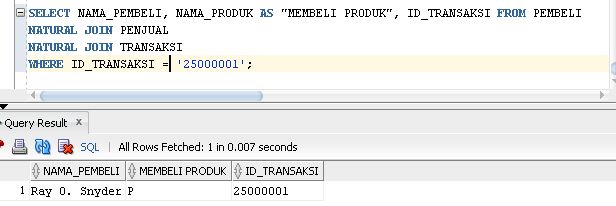 SELECT NAMA_PEMBELI, NAMA_PRODUK AS "MEMBELI PRODUK", ID_TRANSAKSI FROM PEMBELI
NATURAL JOIN PENJUAL
NATURAL JOIN TRANSAKSI
WHERE ID_TRANSAKSI = '25000001';
Query Result x
SQL | All Rows Fetched: 1 in 0.007 seconds
NAMA_PEMBELI MEMBELI PRODUK ID_TRANSAKSI
1 Ray O. Snyder P 25000001